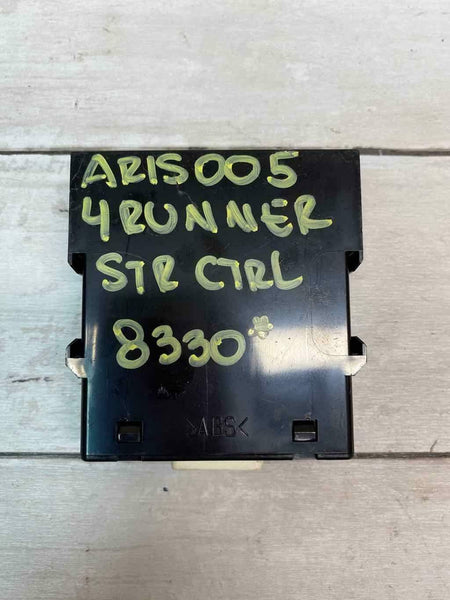 ARIS005
4RUNNER
STR CTRL
8330*
>ABS<